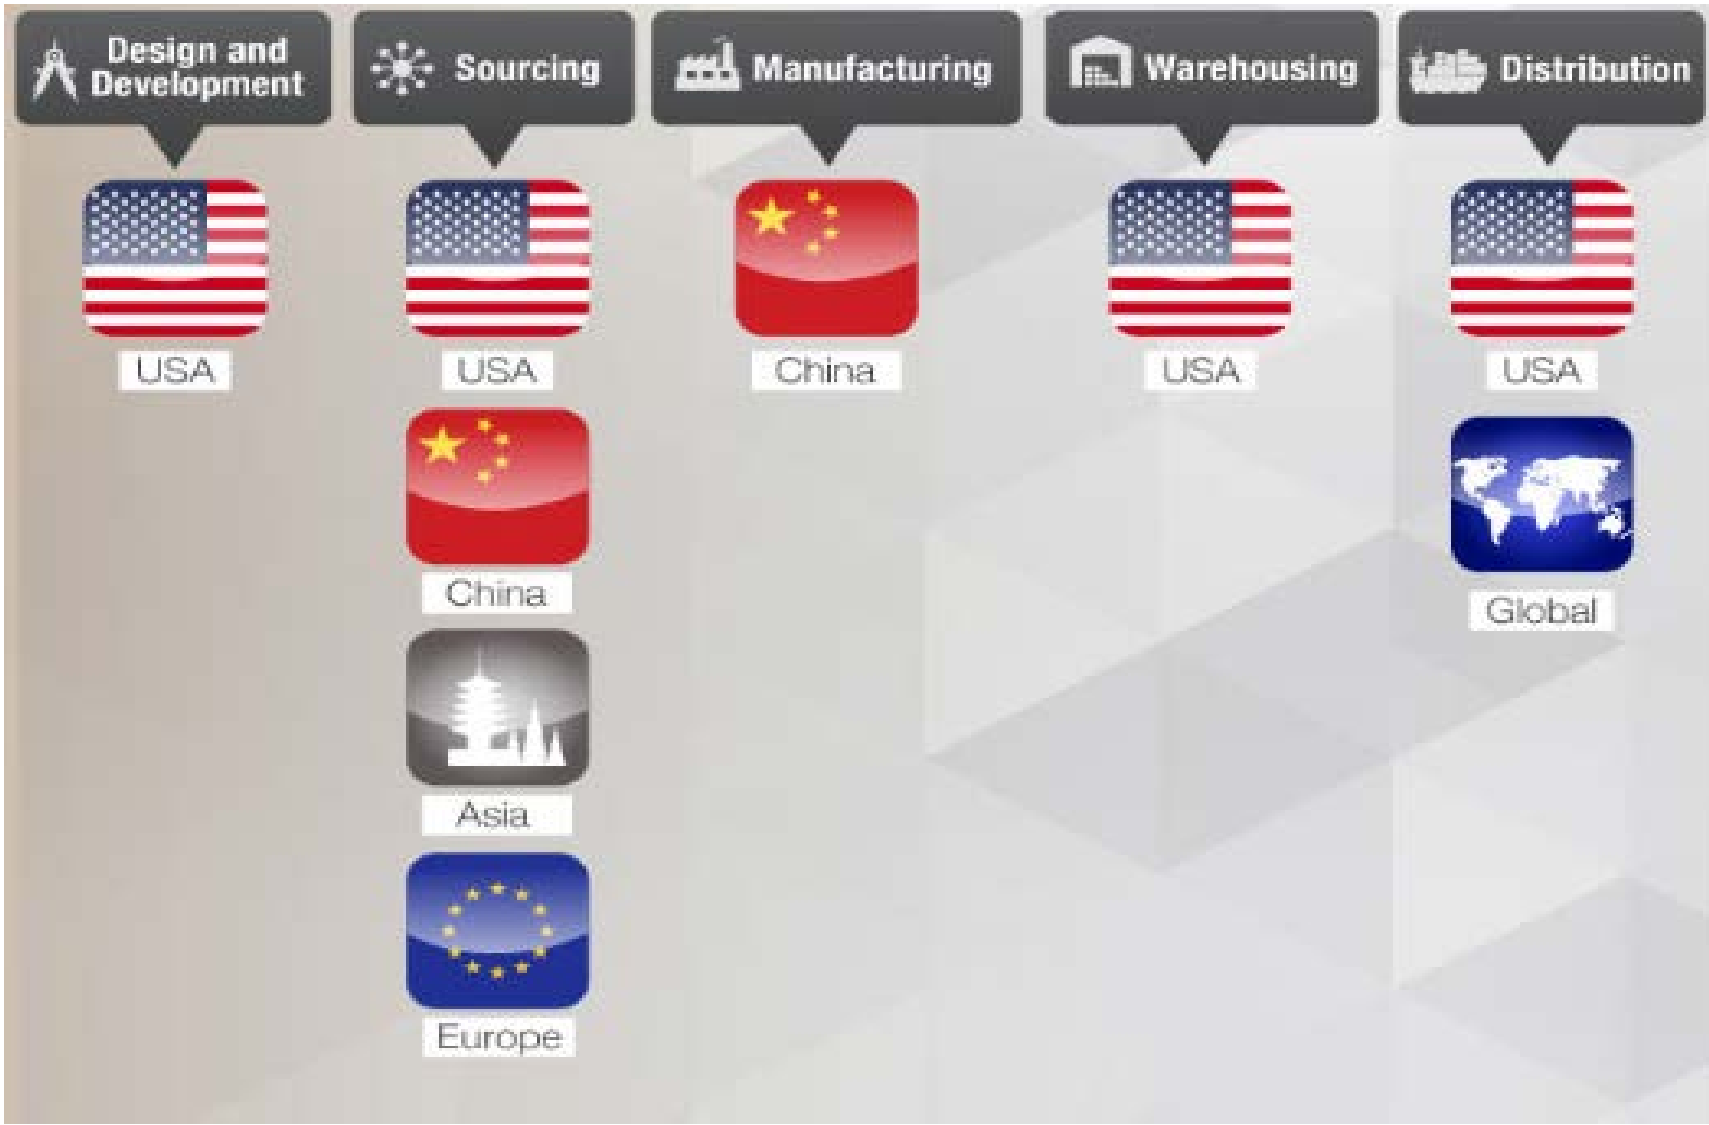 Design and
Development
Sourcing
Manufacturing
Warehousing
Distribution
USA
USA
China
USA
USA
China
Global
Asia
Europe